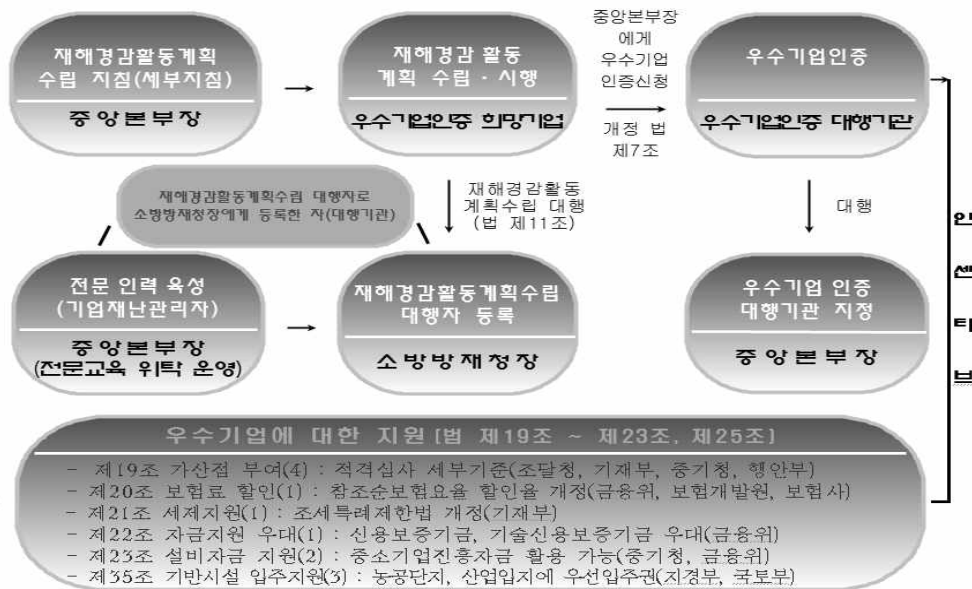 재해경감활동계획
수립 지침(세부지침)
중앙본부장
재해경감 활동
계획 수립·시행
우수기업인증 희망기업
중앙본부장
에게
우수기업
인증신청
개정 법
제7조
우수기업인증
우수기업인증 대행기관
재해경감활동계획수립 대행자로
소방방재청장에게 등록한 자(대행기관)
재해경감활동
계획수립 대행
(법 제11조)
대행
전문 인력 육성
(기업재난관리자)
중앙본부장
(전문교육 위탁 운영)
재해경감활동계획수립
대행자 등록
소방방재청장
우수기업 인증
대행기관 지정
중앙본부장
인
센
티
브
우수기업에 대한 지원 [법 제19조 ~ 제23조, 제25조]
- 제19조 가산점 부여(4) : 적격심사 세부기준(조달청, 기재부, 중기청, 행안부)
- 제20조 보험료 할인(1) : 참조순보험요율 할인율 개정(금융위, 보험개발원, 보험사)
- 제21조 세제지원(1) : 조세특례제한법 개정(기재부)
- 제22조 자금지원 우대(1) : 신용보증기금, 기술신용보증기금 우대(금융위)
- 제23조 설비자금 지원(2) : 중소기업진흥자금 활용 가능(중기청, 금융위)
- 제35조 기반시설 입주지원(3) : 농공단지, 산업입지에 우선입주권(지경부, 국토부)